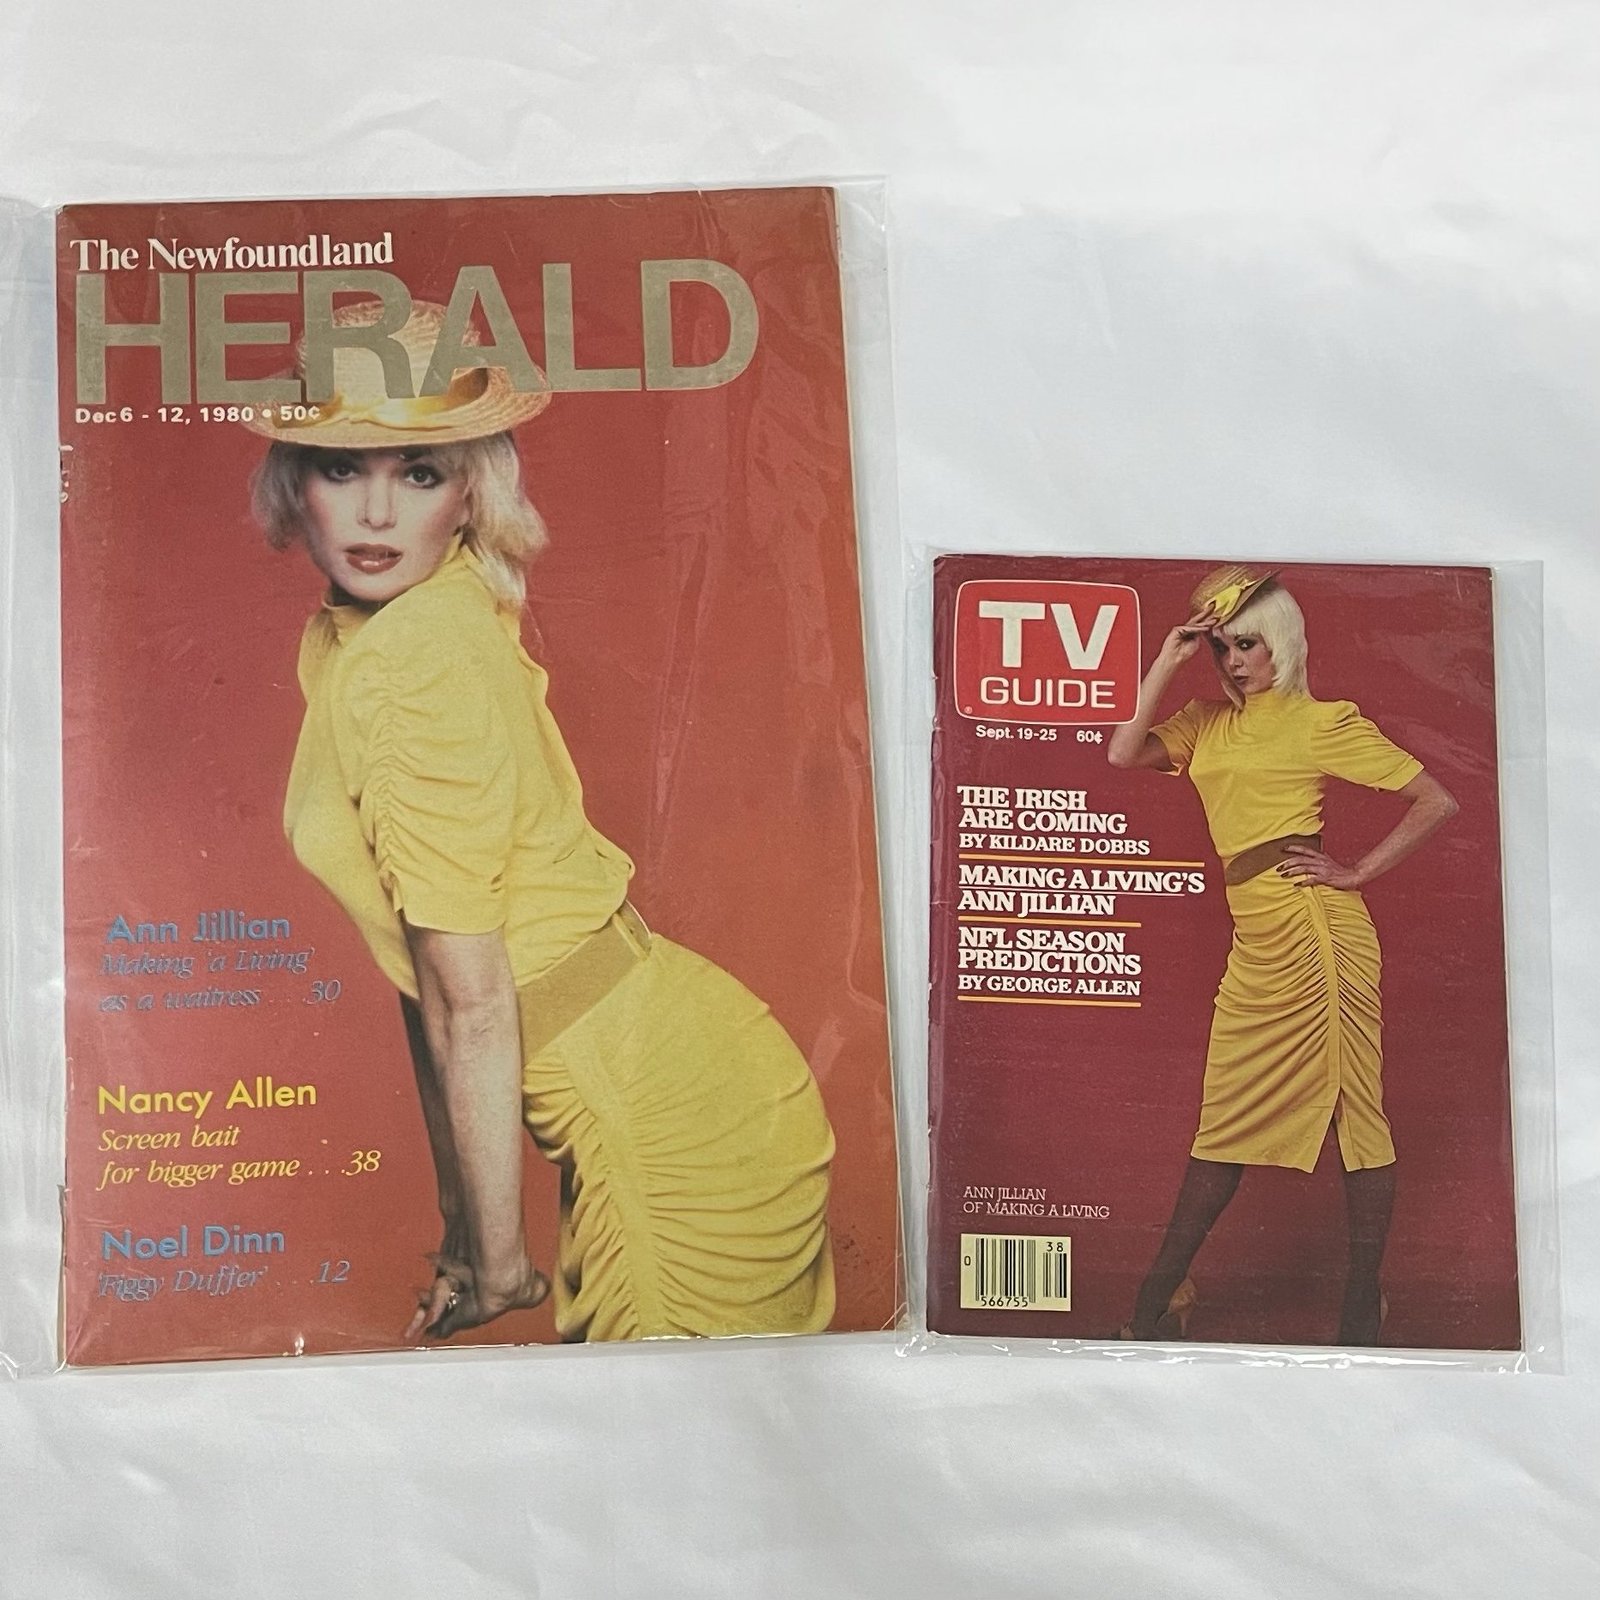 The Newfoundland
HERALD
Dec 6 - 12, 1980 • 50¢
Ann Jillian
Making 'a Living'
as a waitress . . . 30
Nancy Allen
Screen bait
for bigger game . . . 38
Noel Dinn
'Figgy Duffer' . . . 12
TV
GUIDE
®
Sept. 19-25 60¢
THE IRISH
ARE COMING
BY KILDARE DOBBS
MAKING A LIVING'S
ANN JILLIAN
NFL SEASON
PREDICTIONS
BY GEORGE ALLEN
ANN JILLIAN
OF MAKING A LIVING
38
0
566755